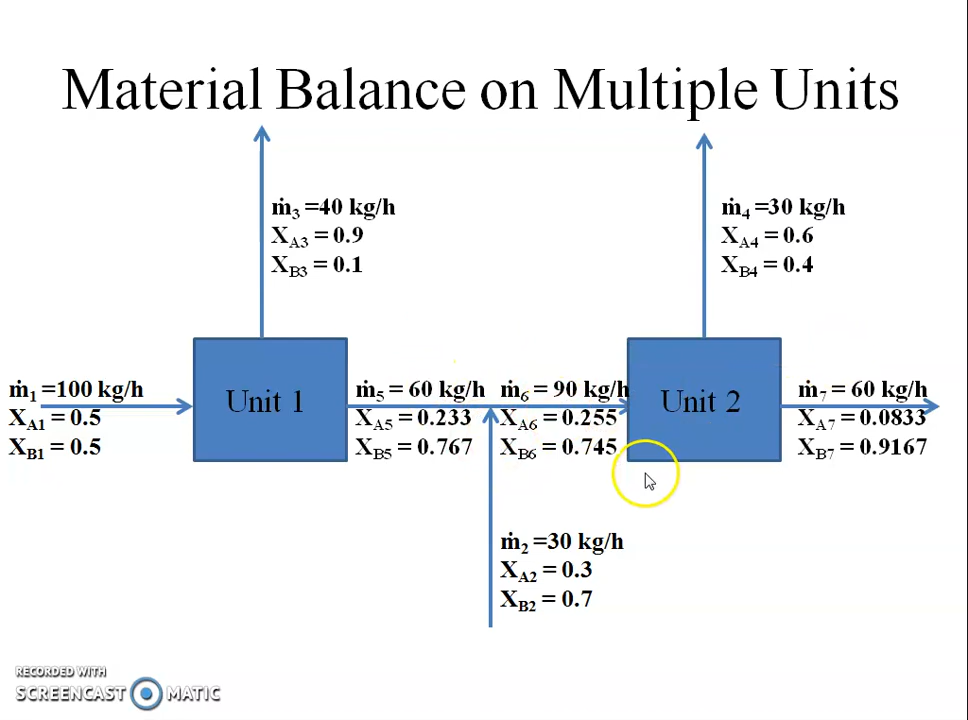 Material Balance on Multiple Units
ṁ3 =40 kg/h
XA3 = 0.9
XB3 = 0.1
ṁ4 =30 kg/h
XA4 = 0.6
XB4 = 0.4
ṁ1 =100 kg/h
XA1 = 0.5
XB1 = 0.5
Unit 1
ṁ5 = 60 kg/h
XA5 = 0.233
XB5 = 0.767
ṁ6 = 90 kg/h
XA6 = 0.255
XB6 = 0.745
Unit 2
ṁ7 = 60 kg/h
XA7 = 0.0833
XB7 = 0.9167
ṁ2 =30 kg/h
XA2 = 0.3
XB2 = 0.7
RECORDED WITH
SCREENCAST MATIC